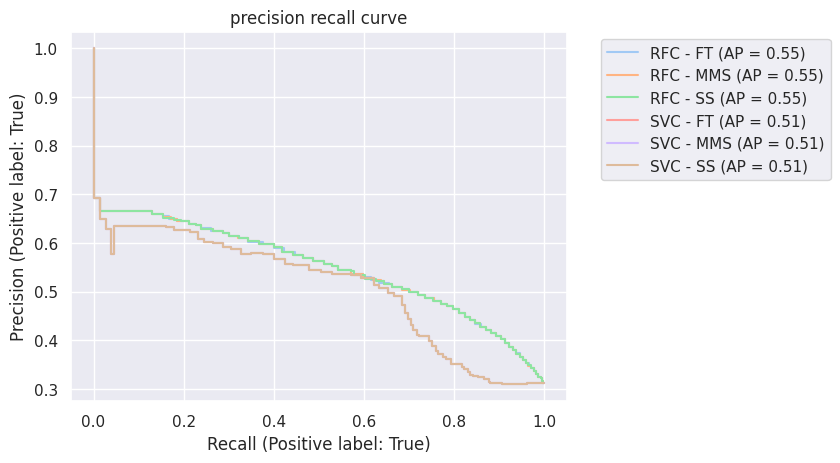 precision recall curve
1.0
0.9
0.8
0.7
0.6
0.5
0.4
0.3
Precision (Positive label: True)
0.0 0.2 0.4 0.6 0.8 1.0
Recall (Positive label: True)
RFC - FT (AP = 0.55)
RFC - MMS (AP = 0.55)
RFC - SS (AP = 0.55)
SVC - FT (AP = 0.51)
SVC - MMS (AP = 0.51)
SVC - SS (AP = 0.51)